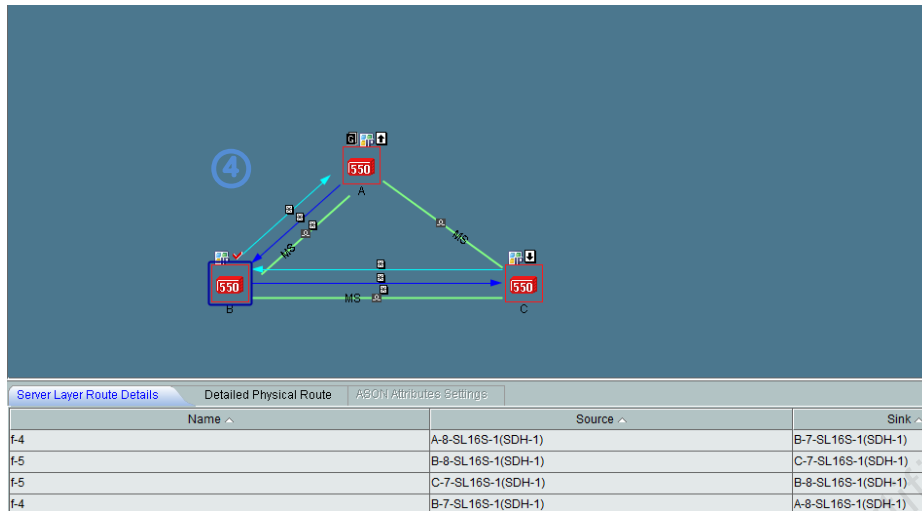 G
4
550
A
MS
MS
550
550
MS
B
C
Server Layer Route Details Detailed Physical Route ASON Attributes Settings
Name Source Sink
f-4 A-8-SL16S-1(SDH-1) B-7-SL16S-1(SDH-1)
f-5 B-8-SL16S-1(SDH-1) C-7-SL16S-1(SDH-1)
f-5 C-7-SL16S-1(SDH-1) B-8-SL16S-1(SDH-1)
f-4 B-7-SL16S-1(SDH-1) A-8-SL16S-1(SDH-1)